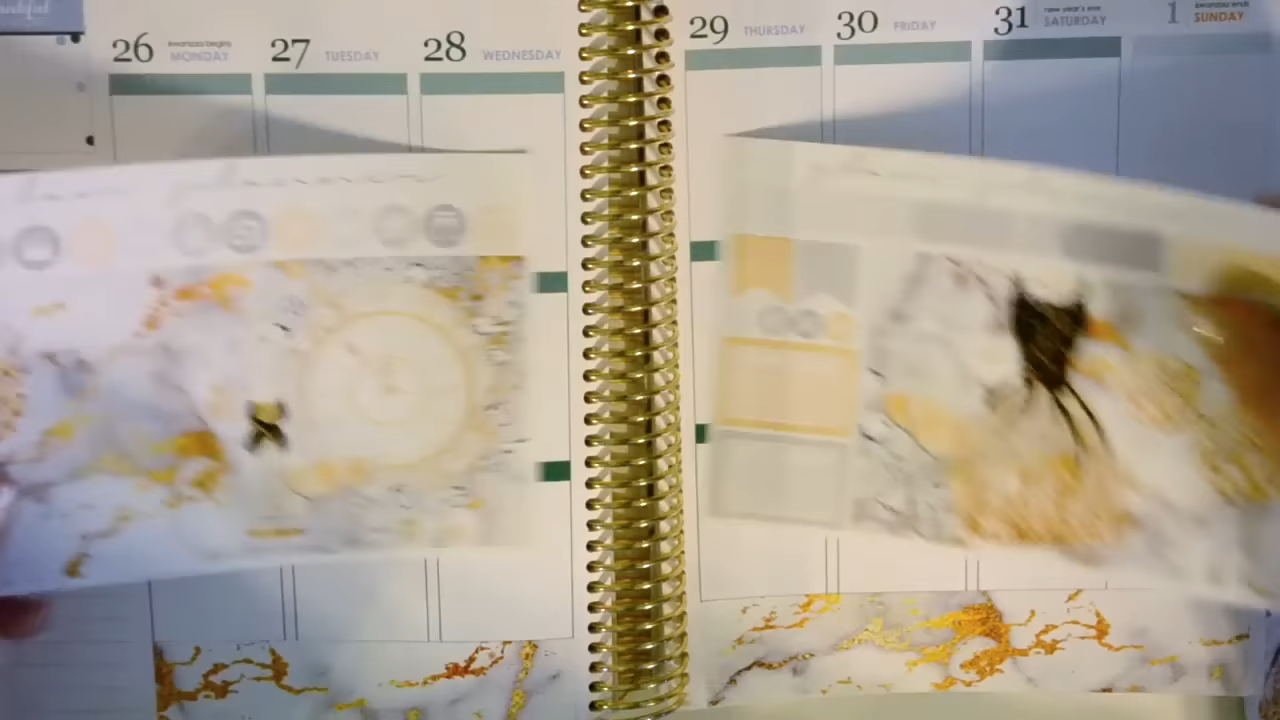 26 kwanzaa begins MONDAY
27 TUESDAY
28 WEDNESDAY
29 THURSDAY
30 FRIDAY
31 new year's eve SATURDAY
1 kwanzaa ends SUNDAY